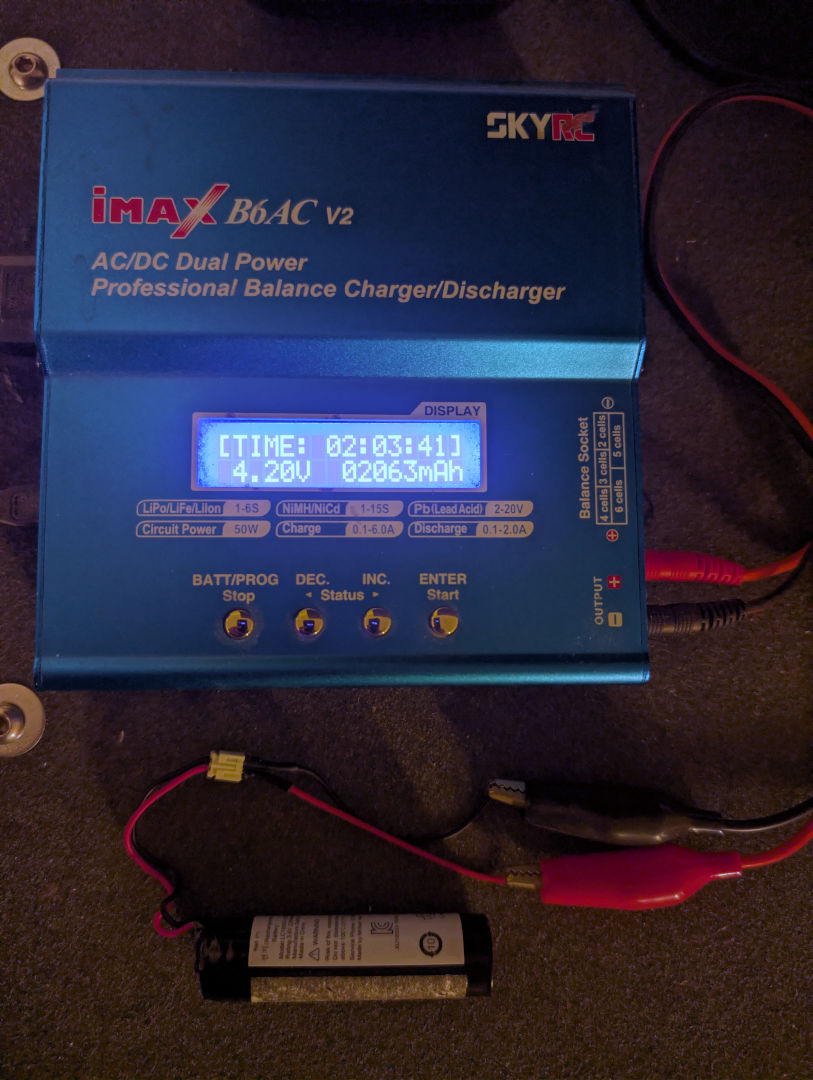 SKYRC
iMAX B6AC V2
AC/DC Dual Power
Professional Balance Charger/Discharger
DISPLAY
[TIME: 02:03:41]
4.20V 02063mAh
LiPo/LiFe/LiIon 1-6S NiMH/NiCd 1-15S Pb(Lead Acid) 2-20V
Circuit Power 50W Charge 0.1-6.0A Discharge 0.1-2.0A
BATT/PROG DEC. INC. ENTER
Stop ◄ Status ► Start
Balance Socket
2 cells
3 cells 5 cells
4 cells 6 cells
OUTPUT
WARNING
10